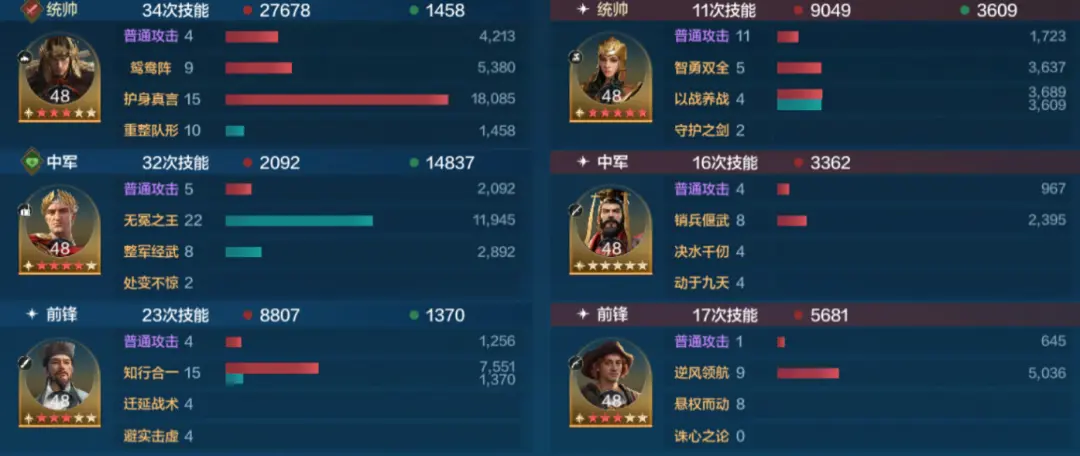 统帅 34次技能 27678 1458
普通攻击 4 4,213
鸳鸯阵 9 5,380
护身真言 15 18,085
重整队形 10 1,458
48
中军 32次技能 2092 14837
普通攻击 5 2,092
无冕之王 22 11,945
整军经武 8 2,892
处变不惊 2
48
前锋 23次技能 8807 1370
普通攻击 4 1,256
知行合一 15 7,551
1,370
迂延战术 4
避实击虚 4
48
统帅 11次技能 9049 3609
普通攻击 11 1,723
智勇双全 5 3,637
以战养战 4 3,689
3,609
守护之剑 2
48
中军 16次技能 3362
普通攻击 4 967
销兵偃武 8 2,395
决水千仞 4
动于九天 4
48
前锋 17次技能 5681
普通攻击 1 645
逆风领航 9 5,036
悬权而动 8
诛心之论 0
48